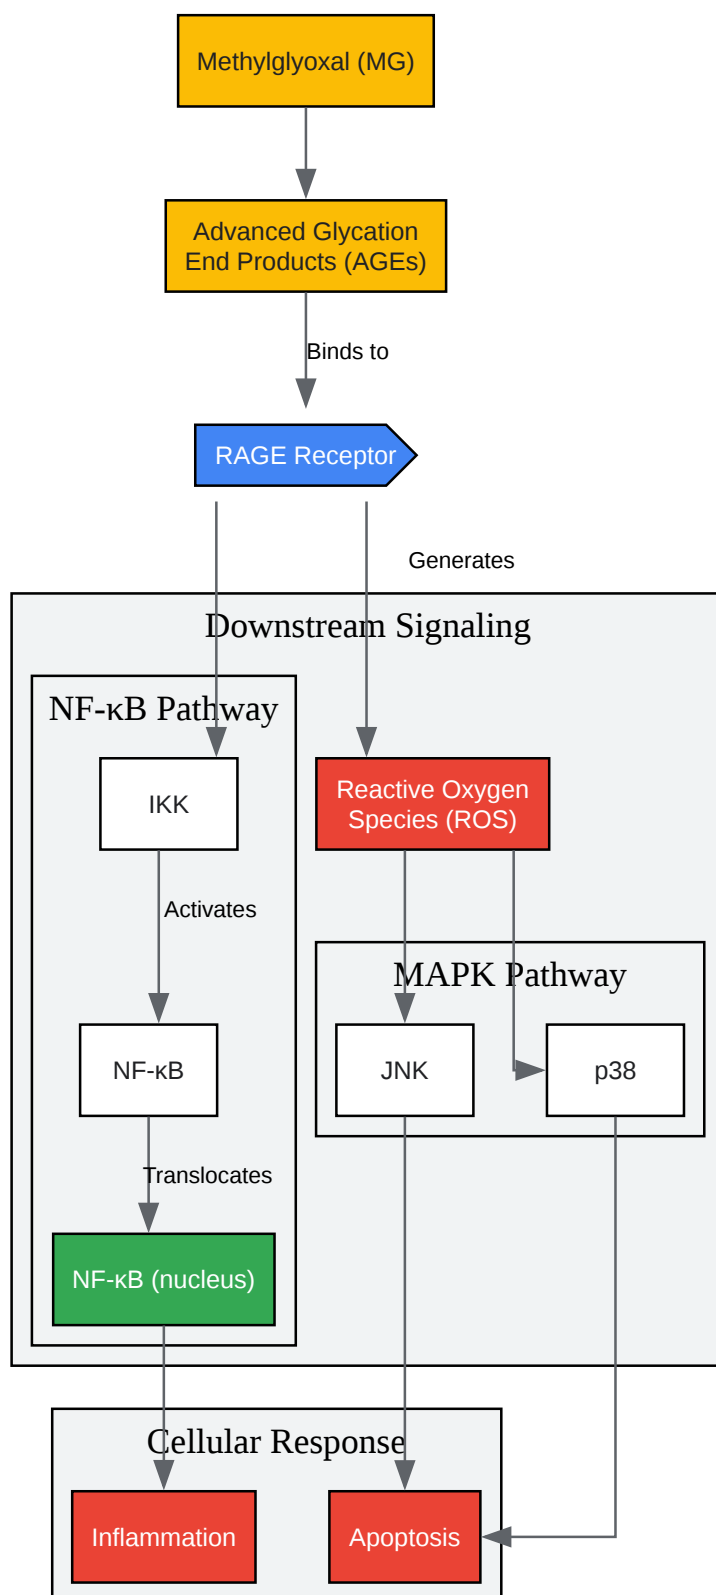 Methylglyoxal (MG)
Advanced Glycation
End Products (AGEs)
Binds to
RAGE Receptor
Generates
Downstream Signaling
NF-κB Pathway
IKK
Reactive Oxygen
Species (ROS)
Activates
MAPK Pathway
NF-κB
JNK
p38
Translocates
NF-κB (nucleus)
Cellular Response
Inflammation
Apoptosis